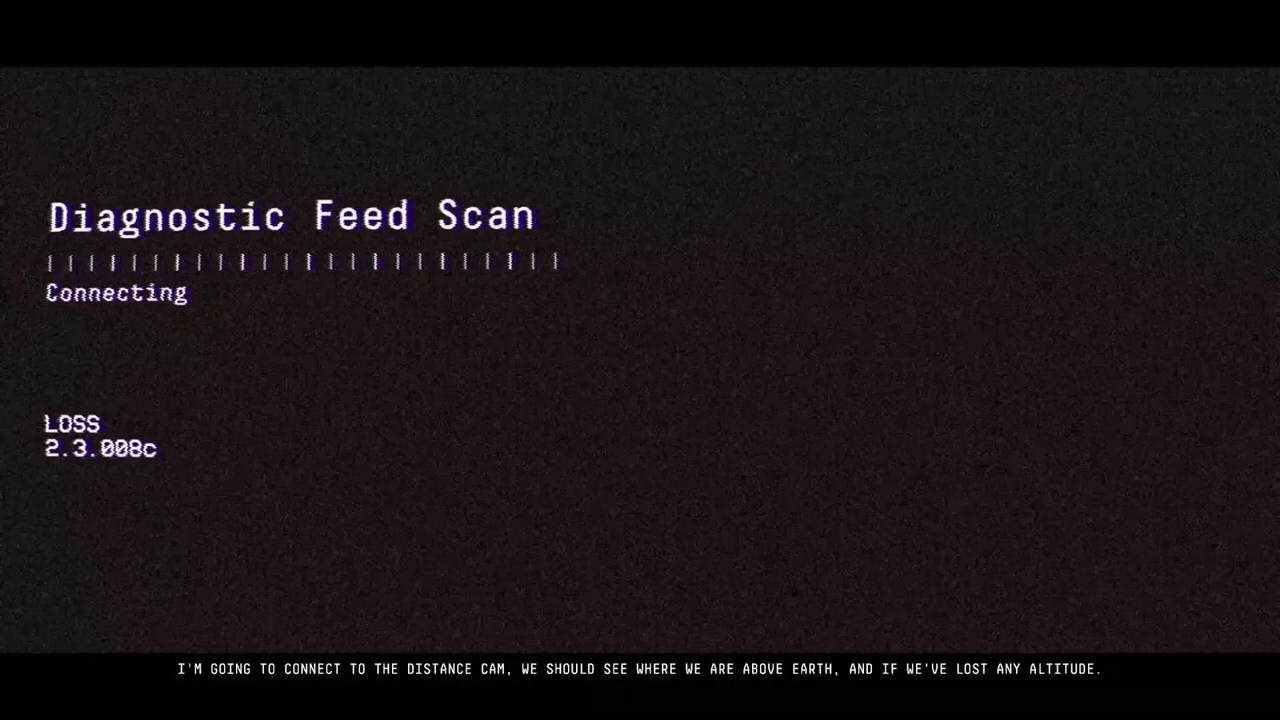 Diagnostic Feed Scan
| | | | | | | | | | | | | | | | | | | | | | | |
Connecting
LOSS
2.3.008c
I'M GOING TO CONNECT TO THE DISTANCE CAM, WE SHOULD SEE WHERE WE ARE ABOVE EARTH, AND IF WE'VE LOST ANY ALTITUDE.